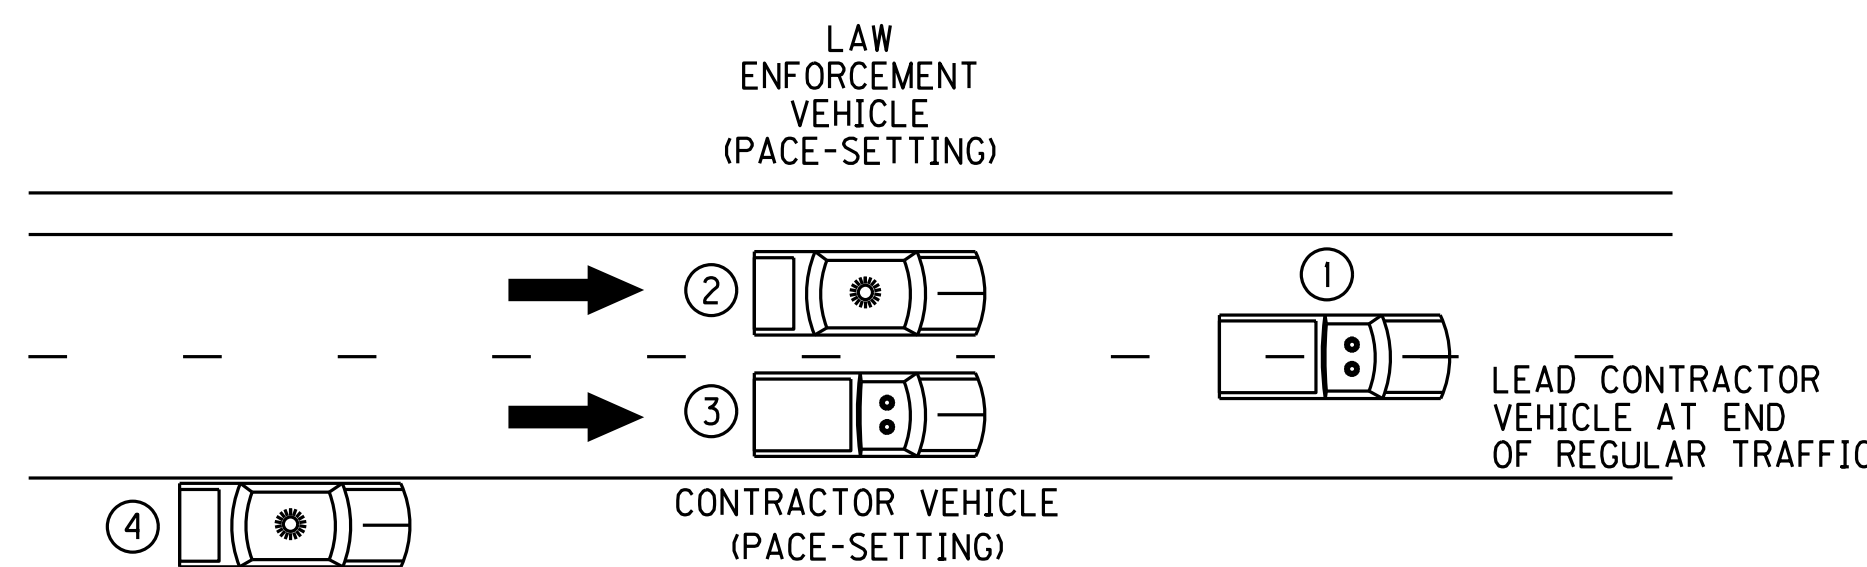 LAW
ENFORCEMENT
VEHICLE
(PACE-SETTING)
1
2
3
LEAD CONTRACTOR
VEHICLE AT END
OF REGULAR TRAFFIC
CONTRACTOR VEHICLE
(PACE-SETTING)
4